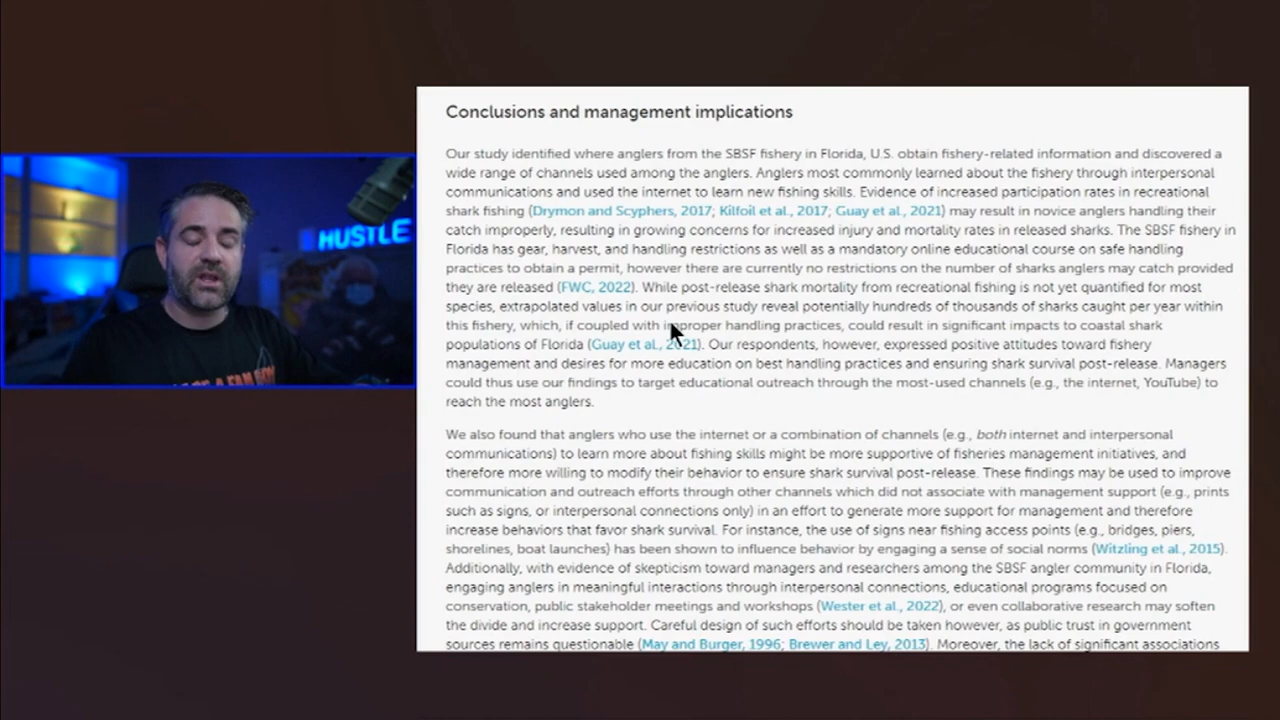 HUSTLE
Conclusions and management implications
Our study identified where anglers from the SBSF fishery in Florida, U.S. obtain fishery-related information and discovered a
wide range of channels used among the anglers. Anglers most commonly learned about the fishery through interpersonal
communications and used the internet to learn new fishing skills. Evidence of increased participation rates in recreational
shark fishing (Drymon and Scyphers, 2017; Kilfoil et al., 2017; Guay et al., 2021) may result in novice anglers handling their
catch improperly, resulting in growing concerns for increased injury and mortality rates in released sharks. The SBSF fishery in
Florida has gear, harvest, and handling restrictions as well as a mandatory online educational course on safe handling
practices to obtain a permit, however there are currently no restrictions on the number of sharks anglers may catch provided
they are released (FWC, 2022). While post-release shark mortality from recreational fishing is not yet quantified for most
species, extrapolated values in our previous study reveal potentially hundreds of thousands of sharks caught per year within
this fishery, which, if coupled with improper handling practices, could result in significant impacts to coastal shark
populations of Florida (Guay et al., 2021). Our respondents, however, expressed positive attitudes toward fishery
management and desires for more education on best handling practices and ensuring shark survival post-release. Managers
could thus use our findings to target educational outreach through the most-used channels (e.g., the internet, YouTube) to
reach the most anglers.
We also found that anglers who use the internet or a combination of channels (e.g., both internet and interpersonal
communications) to learn more about fishing skills might be more supportive of fisheries management initiatives, and
therefore more willing to modify their behavior to ensure shark survival post-release. These findings may be used to improve
communication and outreach efforts through other channels which did not associate with management support (e.g., prints
such as signs, or interpersonal connections only) in an effort to generate more support for management and therefore
increase behaviors that favor shark survival. For instance, the use of signs near fishing access points (e.g., bridges, piers,
shorelines, boat launches) has been shown to influence behavior by engaging a sense of social norms (Witzling et al., 2015).
Additionally, with evidence of skepticism toward managers and researchers among the SBSF angler community in Florida,
engaging anglers in meaningful interactions through interpersonal connections, educational programs focused on
conservation, public stakeholder meetings and workshops (Wester et al., 2022), or even collaborative research may soften
the divide and increase support. Careful design of such efforts should be taken however, as public trust in government
sources remains questionable (May and Burger, 1996; Brewer and Ley, 2013). Moreover, the lack of significant associations